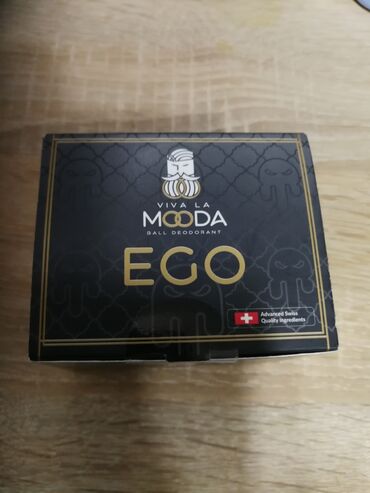 VIVA LA
MOODA
BALL DEODORANT
EGO
Advanced Swiss
Quality Ingredients